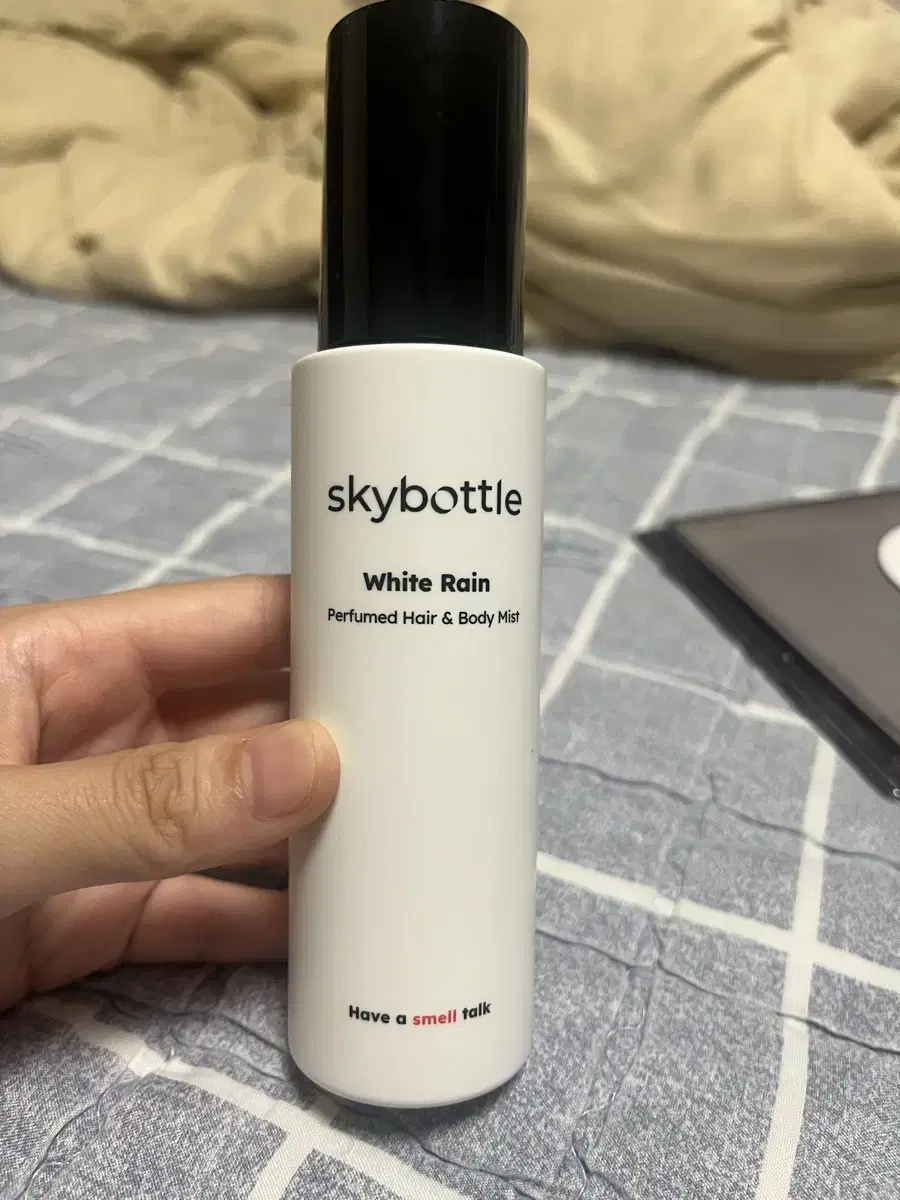 skybottle
White Rain
Perfumed Hair & Body Mist
Have a smell talk